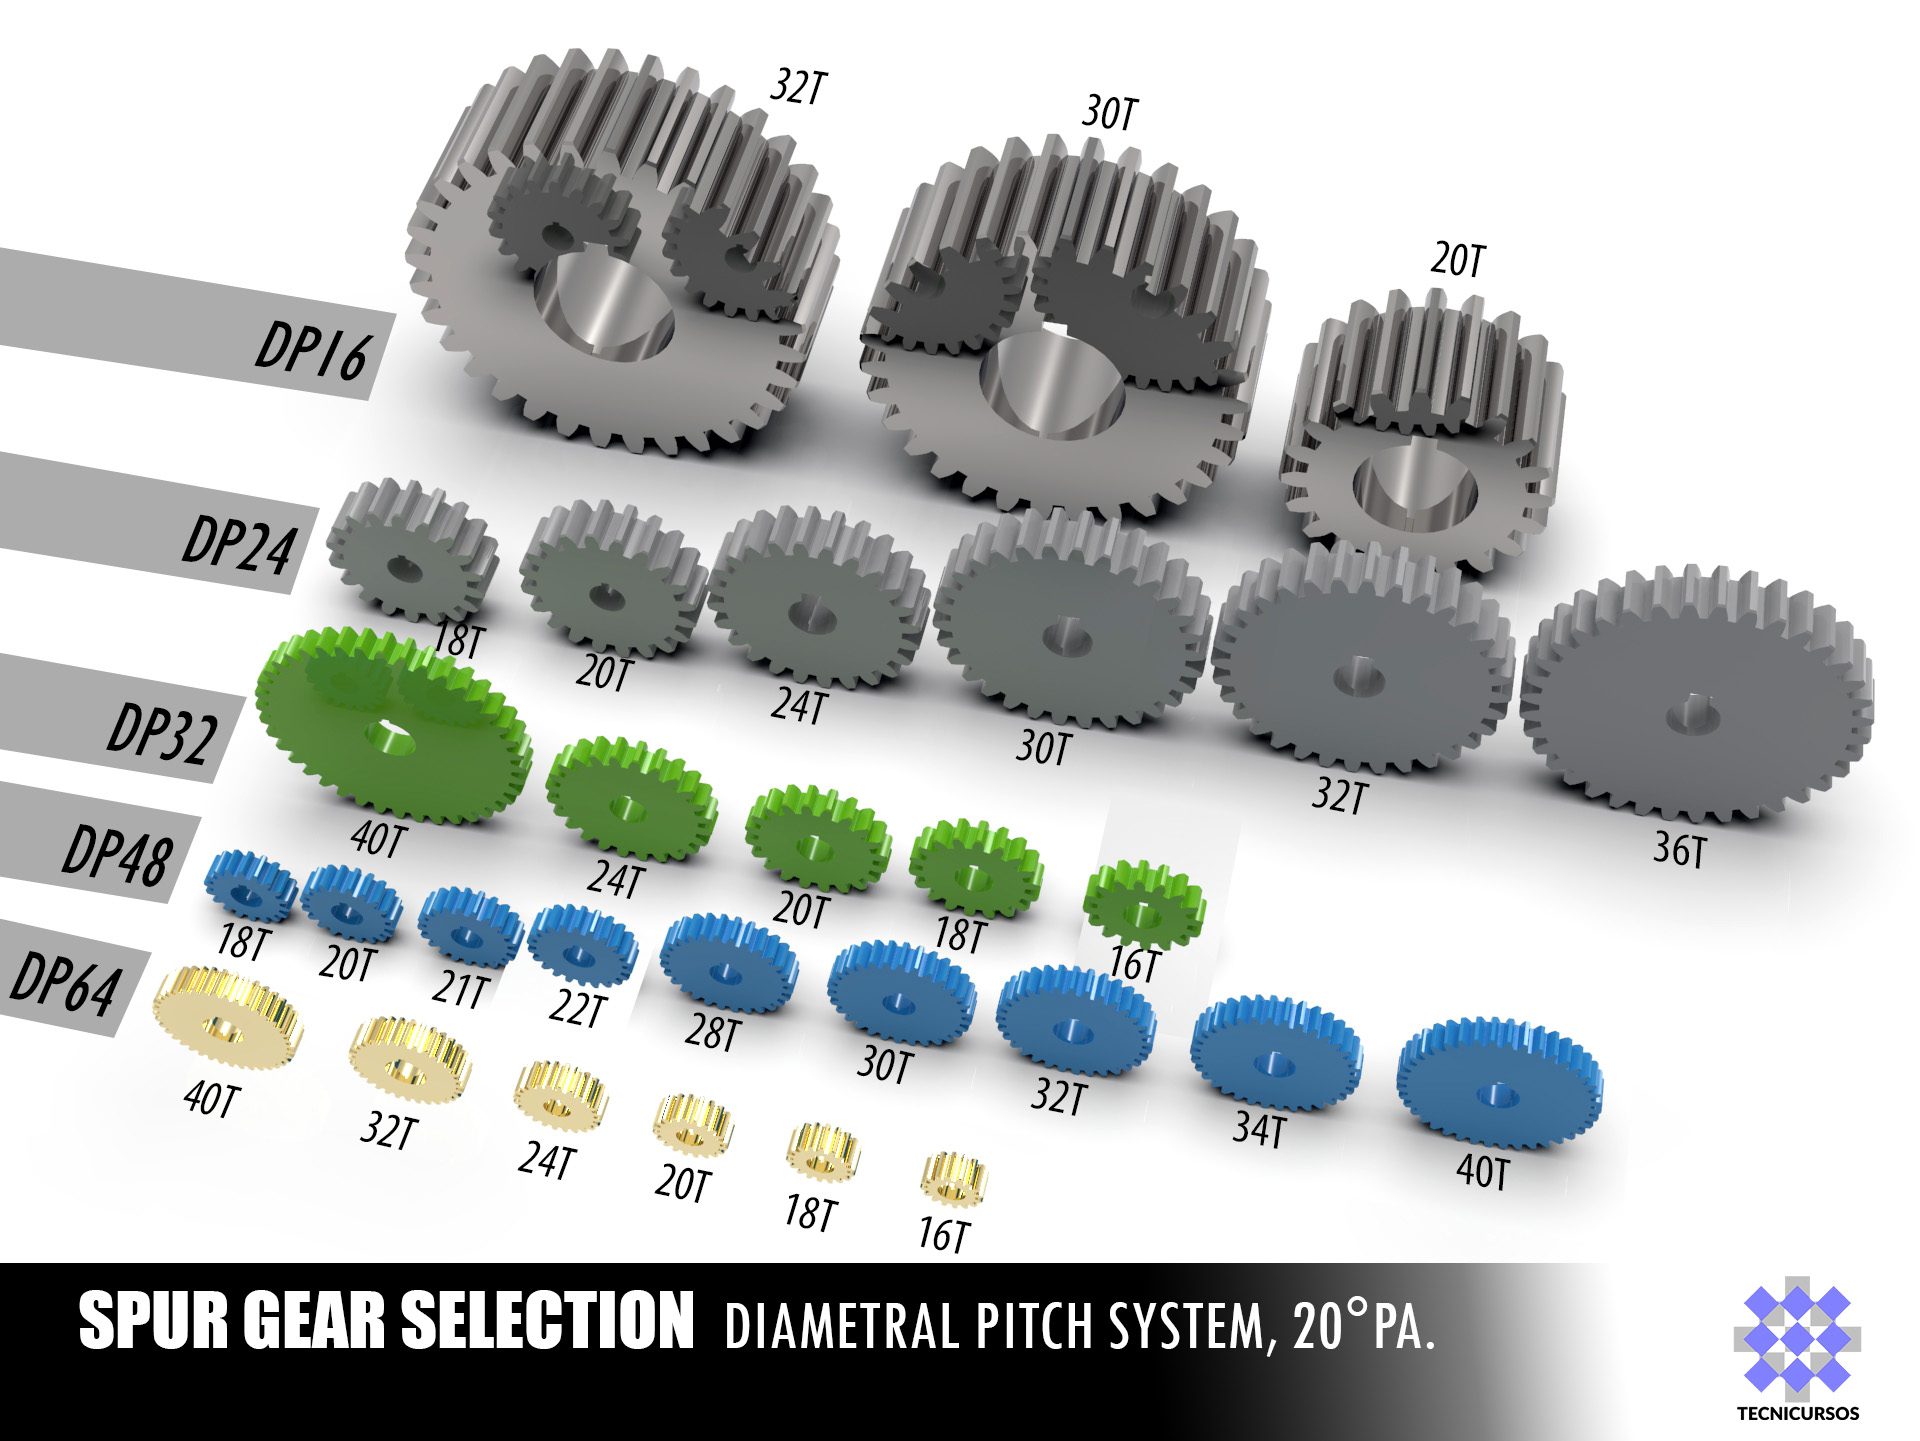 32T
30T
20T
DP16
DP24
18T
20T
24T
30T
32T
36T
DP32
40T
24T
20T
18T
16T
DP48
18T
20T
21T
22T
28T
30T
32T
34T
40T
DP64
40T
32T
24T
20T
18T
16T
SPUR GEAR SELECTION DIAMETRAL PITCH SYSTEM, 20°PA.
TECNICURSOS